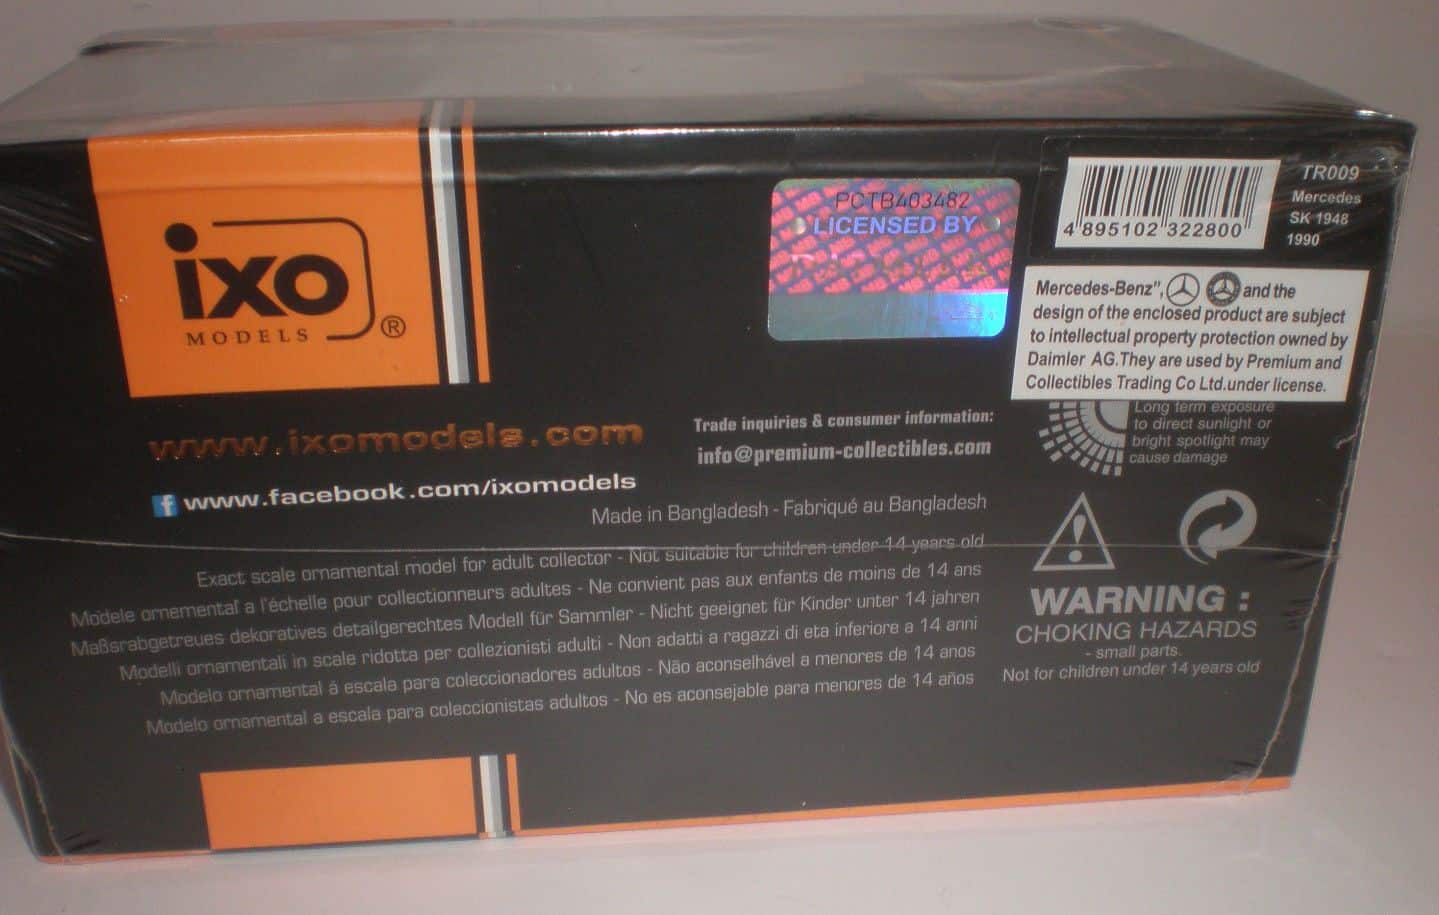 ixo
MODELS
®
PCTB403482
LICENSED BY
4 895102 322800
TR009
Mercedes
SK 1948
1990
Mercedes-Benz", and the
design of the enclosed product are subject
to intellectual property protection owned by
Daimler AG.They are used by Premium and
Collectibles Trading Co Ltd.under license.
Long term exposure
to direct sunlight or
bright spotlight may
cause damage
www.ixomodels.com
Trade inquiries & consumer information:
info@premium-collectibles.com
f www.facebook.com/ixomodels
Made in Bangladesh - Fabriqué au Bangladesh
Exact scale ornamental model for adult collector - Not suitable for children under 14 years old
Modele ornemental a l'échelle pour collectionneurs adultes - Ne convient pas aux enfants de moins de 14 ans
Maßsrabgetreues dekoratives detailgerechtes Modell für Sammler - Nicht geeignet für Kinder unter 14 jahren
Modelli ornamentali in scale ridotta per collezionisti adulti - Non adatti a ragazzi di eta inferiore a 14 anni
Modelo ornamental á escala para coleccionadores adultos - Não aconselhável a menores de 14 anos
Modelo ornamental a escala para coleccionistas adultos - No es aconsejable para menores de 14 años
WARNING :
CHOKING HAZARDS
- small parts.
Not for children under 14 years old